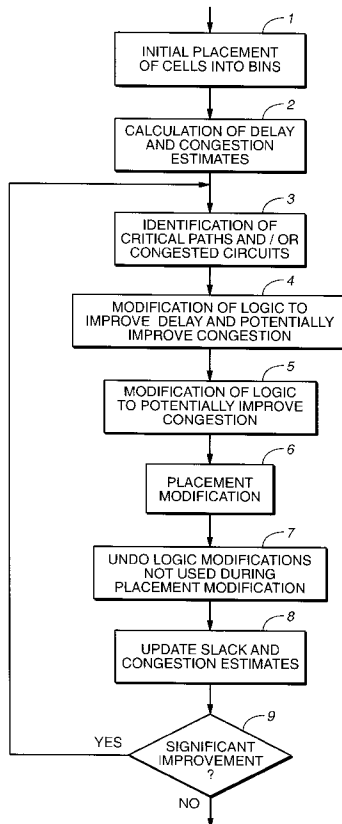 1
INITIAL PLACEMENT
OF CELLS INTO BINS
2
CALCULATION OF DELAY
AND CONGESTION
ESTIMATES
3
IDENTIFICATION OF
CRITICAL PATHS AND / OR
CONGESTED CIRCUITS
4
MODIFICATION OF LOGIC TO
IMPROVE DELAY AND POTENTIALLY
IMPROVE CONGESTION
5
MODIFICATION OF LOGIC
TO POTENTIALLY IMPROVE
CONGESTION
6
PLACEMENT
MODIFICATION
7
UNDO LOGIC MODIFICATIONS
NOT USED DURING
PLACEMENT MODIFICATION
8
UPDATE SLACK AND
CONGESTION ESTIMATES
9
YES
SIGNIFICANT
IMPROVEMENT
?
NO